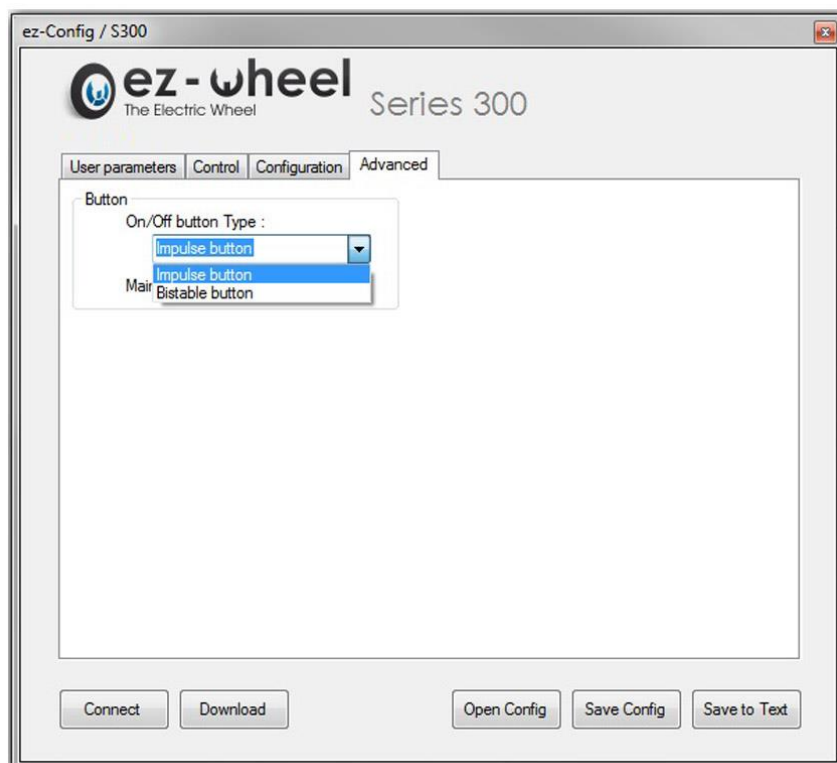 ez-Config / S300
ez-wheel
The Electric Wheel
Series 300
User parameters Control Configuration Advanced
Button
On/Off button Type :
Impulse button
Impulse button
Bistable button
Connect Download Open Config Save Config Save to Text